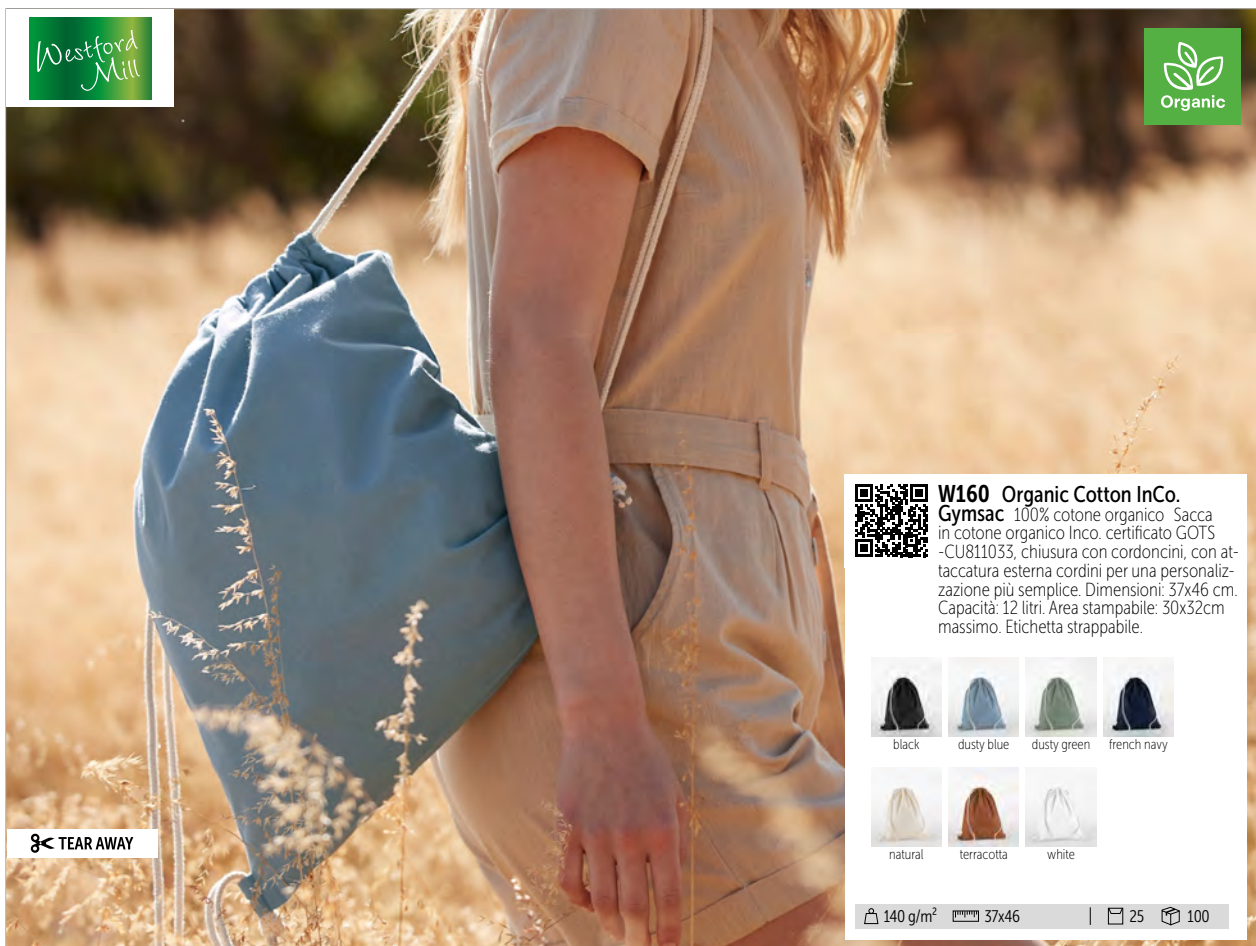 Westford
Mill
Organic
W160 Organic Cotton InCo.
Gymsac 100% cotone organico Sacca
in cotone organico Inco. certificato GOTS
-CU811033, chiusura con cordoncini, con at-
taccatura esterna cordini per una personaliz-
zazione più semplice. Dimensioni: 37x46 cm.
Capacità: 12 litri. Area stampabile: 30x32cm
massimo. Etichetta strappabile.
black dusty blue dusty green french navy
natural terracotta white
TEAR AWAY
140 g/m² 37x46 | 25 100